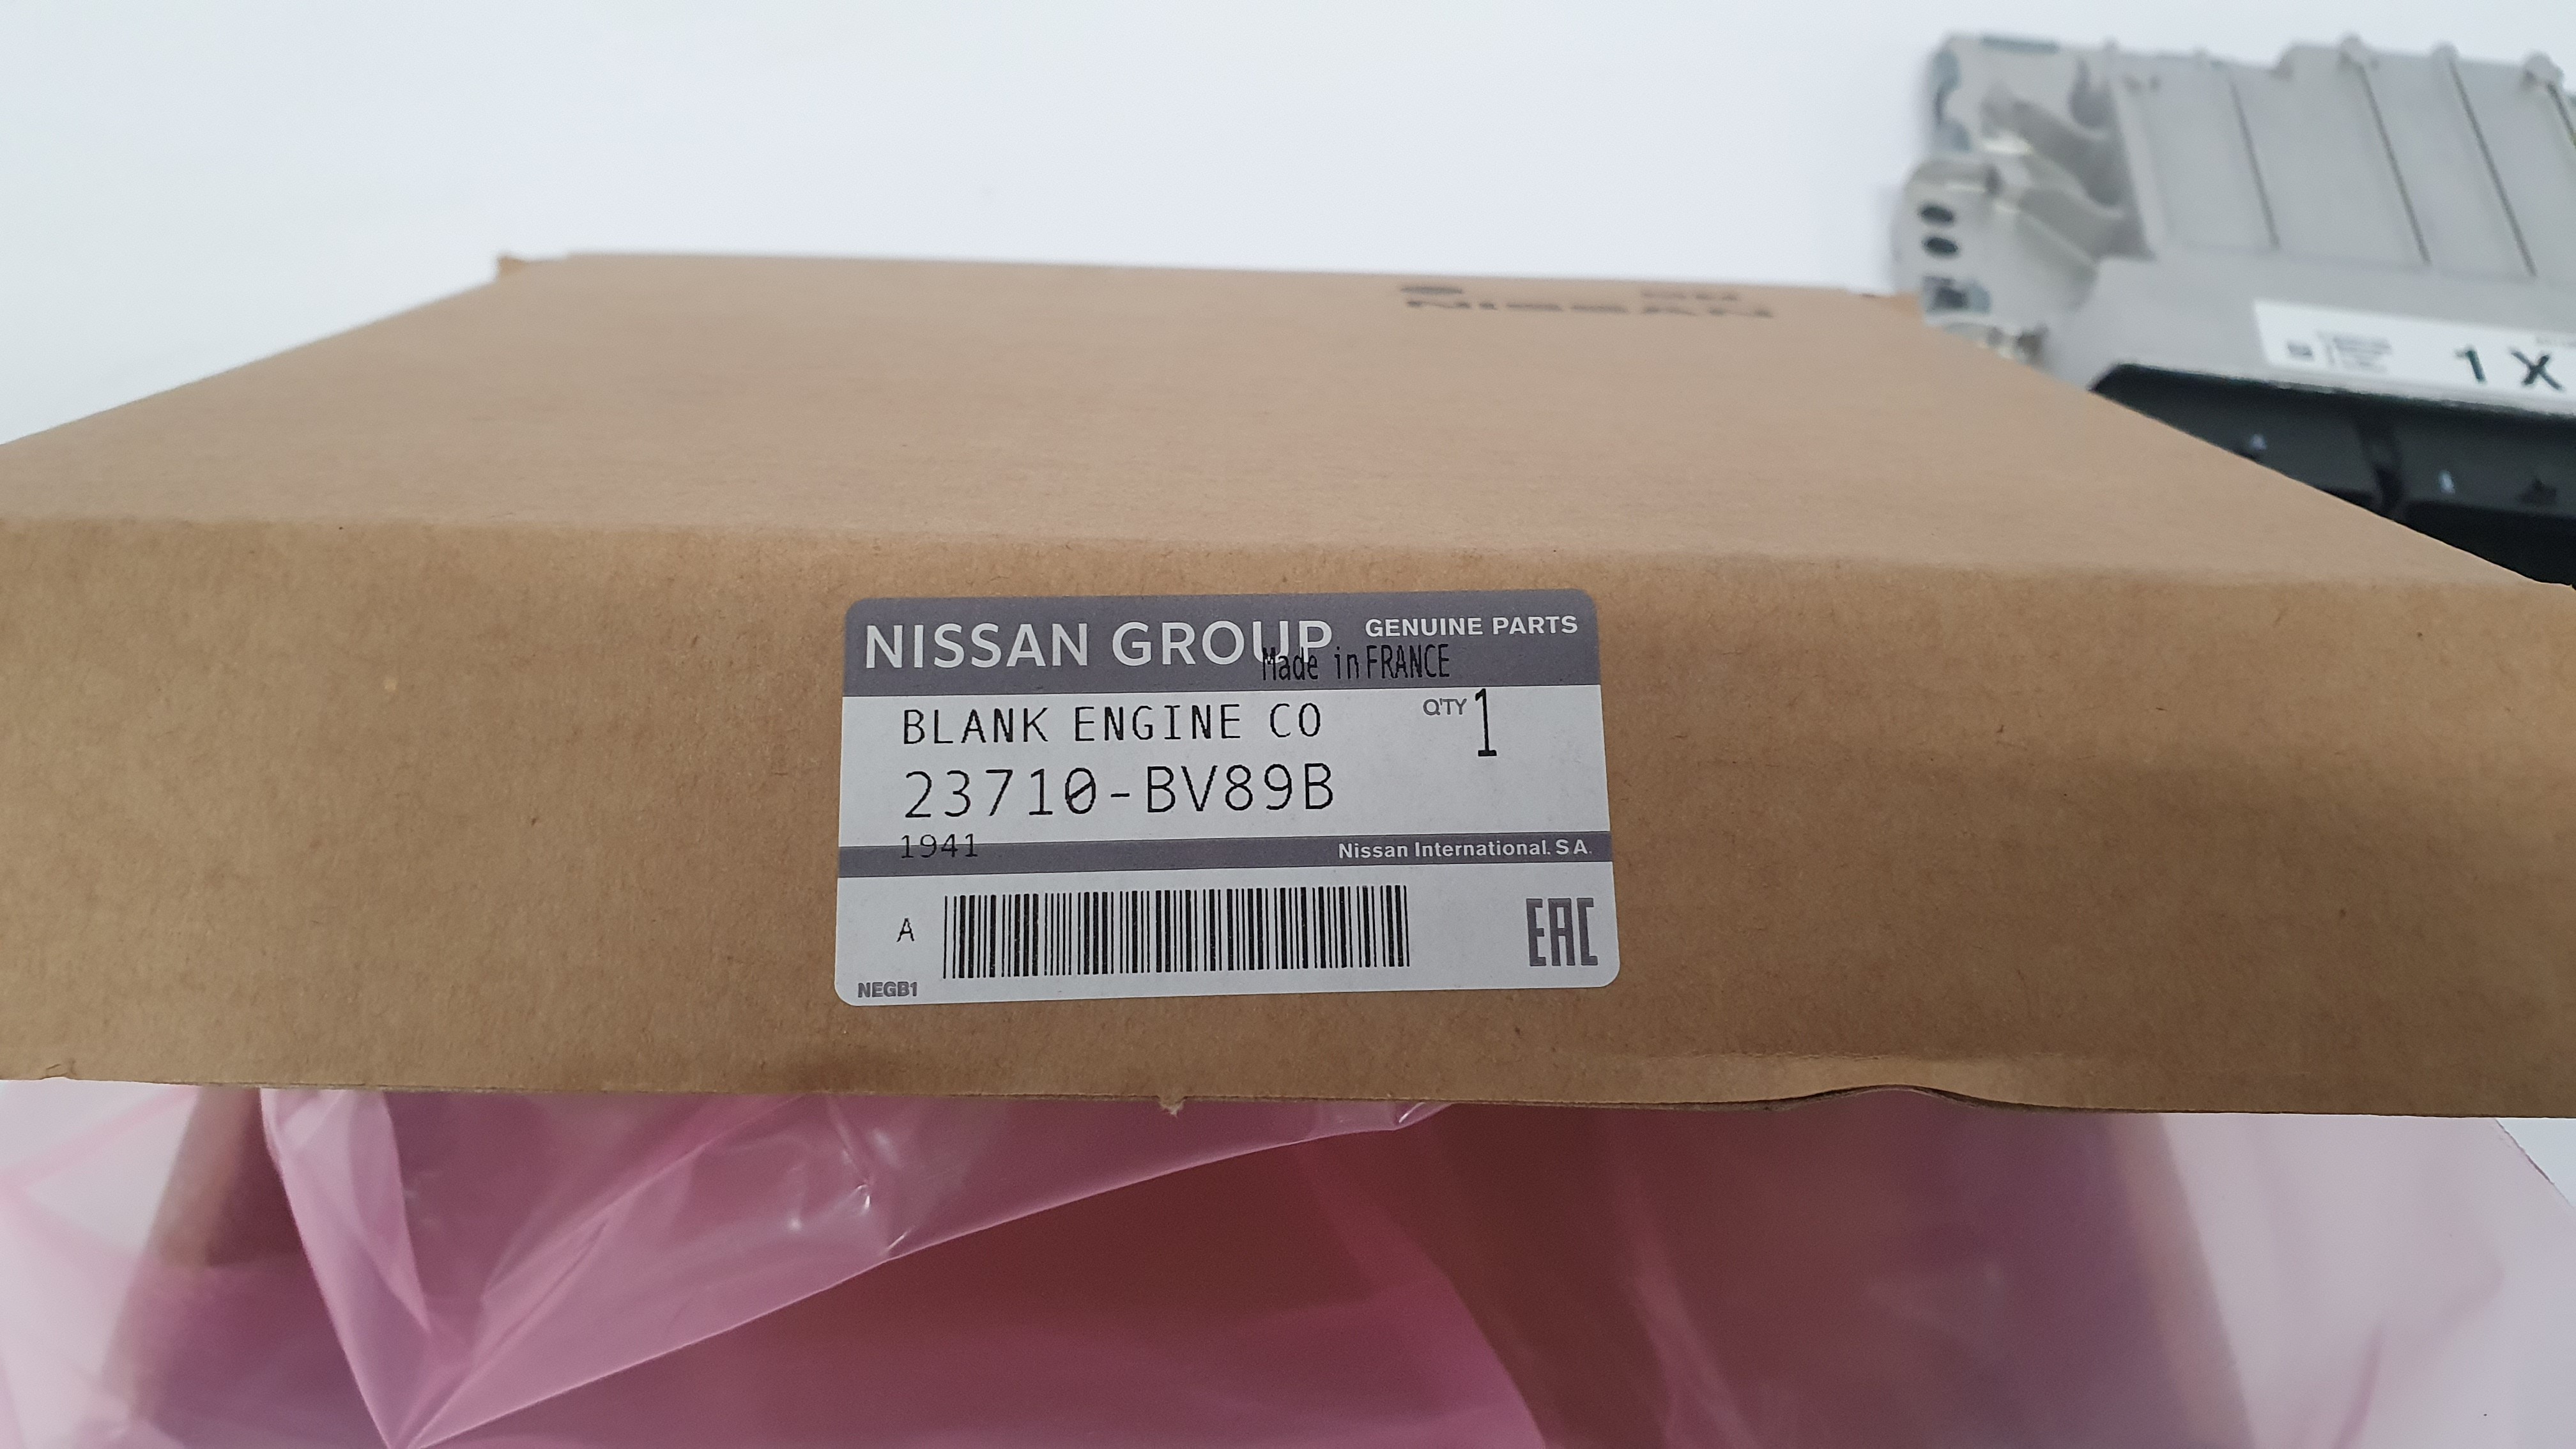 NISSAN
1 X
NISSAN GROUP GENUINE PARTS
Made in FRANCE
BLANK ENGINE CO Q'TY 1
23710-BV89B
1941 Nissan International. S A.
A EAC
NEGB1